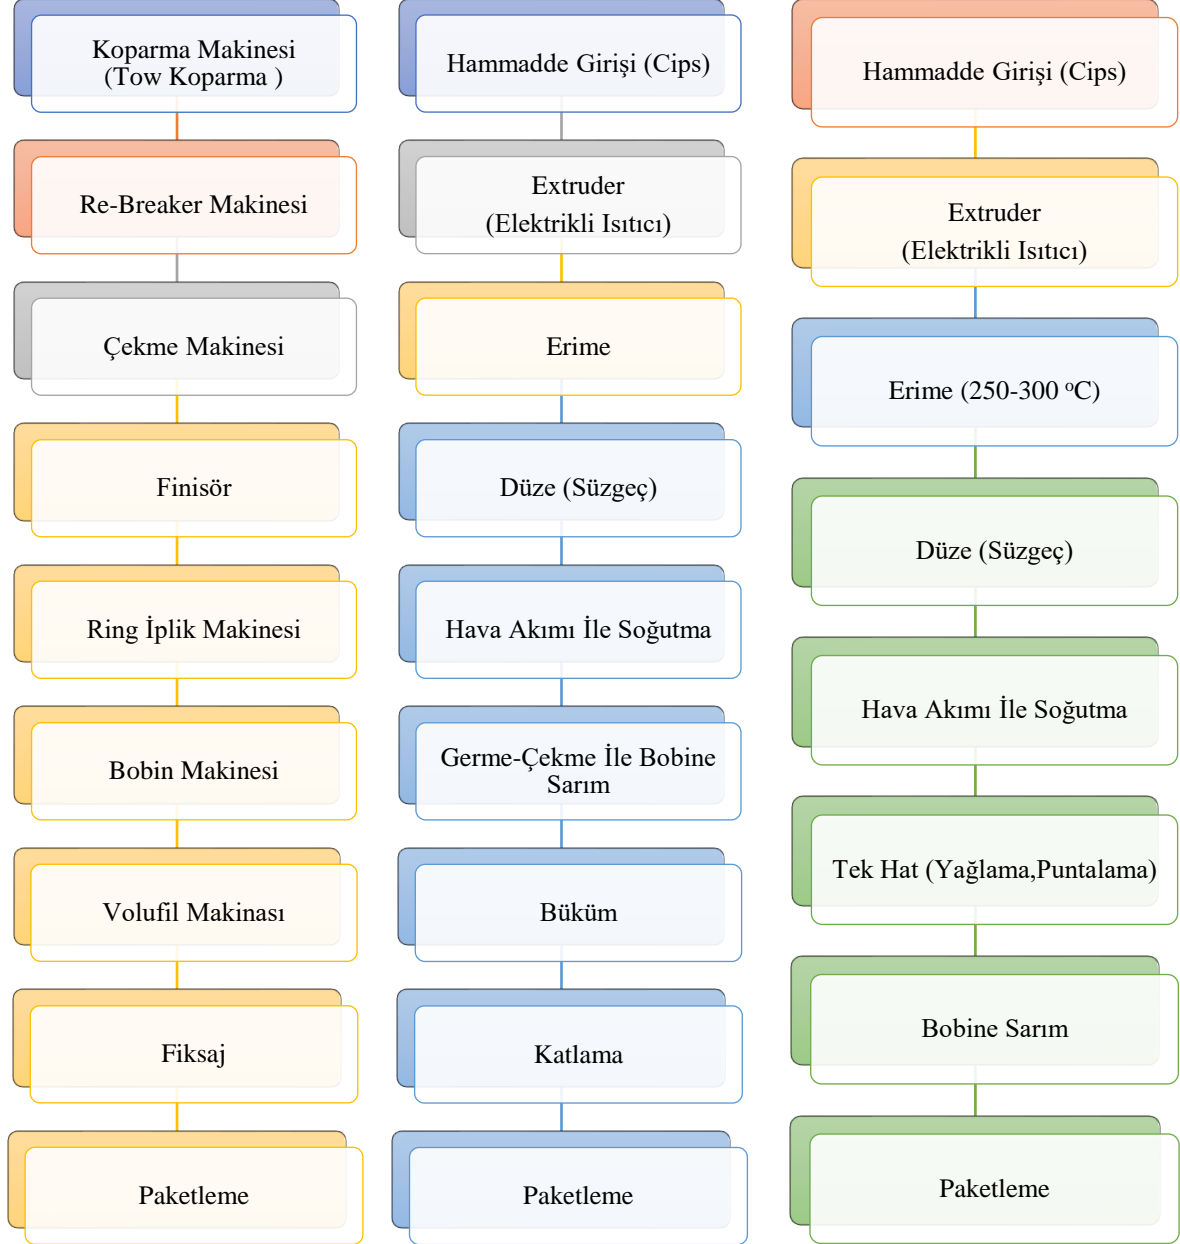 Koparma Makinesi
(Tow Koparma )
Re-Breaker Makinesi
Çekme Makinesi
Finisör
Ring İplik Makinesi
Bobin Makinesi
Volufil Makinası
Fiksaj
Paketleme
Hammadde Girişi (Cips)
Extruder
(Elektrikli Isıtıcı)
Erime
Düze (Süzgeç)
Hava Akımı İle Soğutma
Germe-Çekme İle Bobine
Sarım
Büküm
Katlama
Paketleme
Hammadde Girişi (Cips)
Extruder
(Elektrikli Isıtıcı)
Erime (250-300 ºC)
Düze (Süzgeç)
Hava Akımı İle Soğutma
Tek Hat (Yağlama,Puntalama)
Bobine Sarım
Paketleme